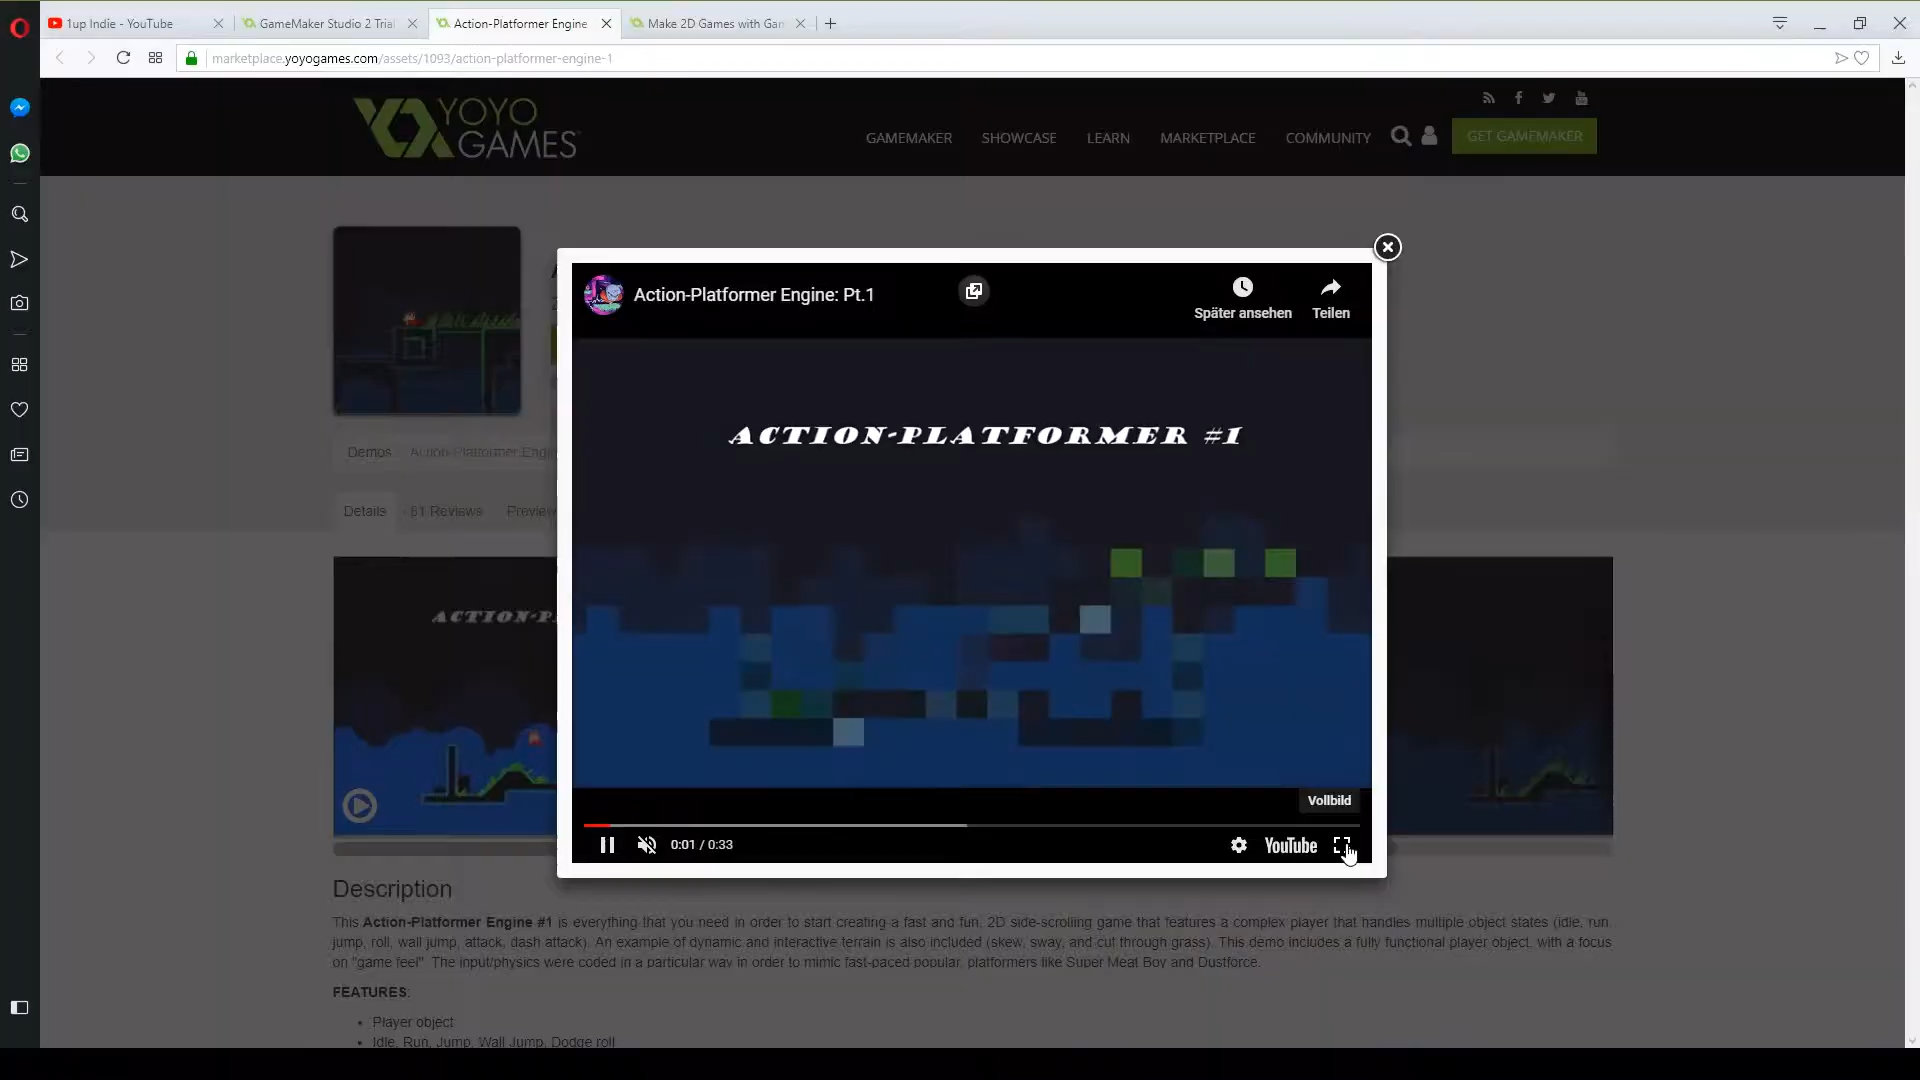 1up Indie - YouTube
GameMaker Studio 2 Trial
Action-Platformer Engine
Make 2D Games with Gam
marketplace.yoyogames.com/assets/1093/action-platformer-engine-1
YOYO
GAMES
GAMEMAKER SHOWCASE LEARN MARKETPLACE COMMUNITY
GET GAMEMAKER
Action-Platformer Engine: Pt.1
Später ansehen
Teilen
ACTION-PLATFORMER #1
Demos Action-Platformer Engi
Details 61 Reviews Preview
ACTION-P
Vollbild
0:01 / 0:33
YouTube
Description
This Action-Platformer Engine #1 is everything that you need in order to start creating a fast and fun, 2D side-scrolling game that features a complex player that handles multiple object states (idle, run,
jump, roll, wall jump, attack, dash attack). An example of dynamic and interactive terrain is also included (skew, sway, and cut through grass). This demo includes a fully functional player object, with a focus
on "game feel". The input/physics were coded in a particular way in order to mimic fast-paced popular, platformers like Super Meat Boy and Dustforce.
FEATURES:
• Player object
• Idle, Run, Jump, Wall Jump, Dodge roll